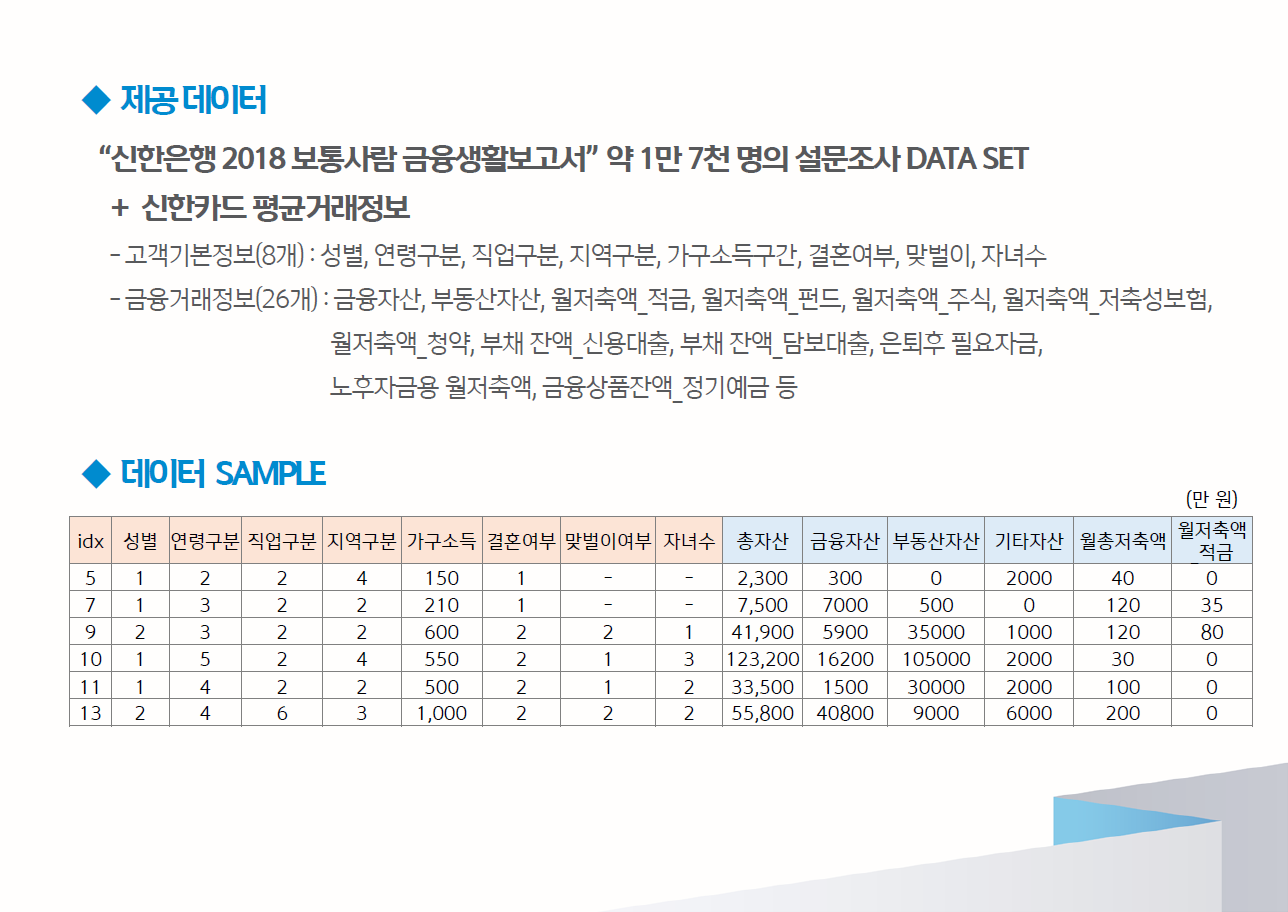 ◆ 제공 데이터
“신한은행 2018 보통사람 금융생활보고서” 약 1만 7천 명의 설문조사 DATA SET
+ 신한카드 평균거래정보
- 고객기본정보(8개) : 성별, 연령구분, 직업구분, 지역구분, 가구소득구간, 결혼여부, 맞벌이, 자녀수
- 금융거래정보(26개) : 금융자산, 부동산자산, 월저축액_적금, 월저축액_펀드, 월저축액_주식, 월저축액_저축성보험,
월저축액_청약, 부채 잔액_신용대출, 부채 잔액_담보대출, 은퇴후 필요자금,
노후자금용 월저축액, 금융상품잔액_정기예금 등
◆ 데이터 SAMPLE
(만 원)
idx 성별 연령구분 직업구분 지역구분 가구소득 결혼여부 맞벌이여부 자녀수 총자산 금융자산 부동산자산 기타자산 월총저축액 월저축액_적금
5 1 2 2 4 150 1 - - 2,300 300 0 2000 40 0
7 1 3 2 2 210 1 - - 7,500 7000 500 0 120 35
9 2 3 2 2 600 2 2 1 41,900 5900 35000 1000 120 80
10 1 5 2 4 550 2 1 3 123,200 16200 105000 2000 30 0
11 1 4 2 2 500 2 1 2 33,500 1500 30000 2000 100 0
13 2 4 6 3 1,000 2 2 2 55,800 40800 9000 6000 200 0